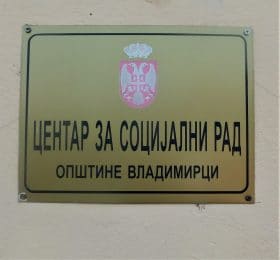 ЦЕНТАР ЗА СОЦИЈАЛНИ РАД
ОПШТИНЕ ВЛАДИМИРЦИ